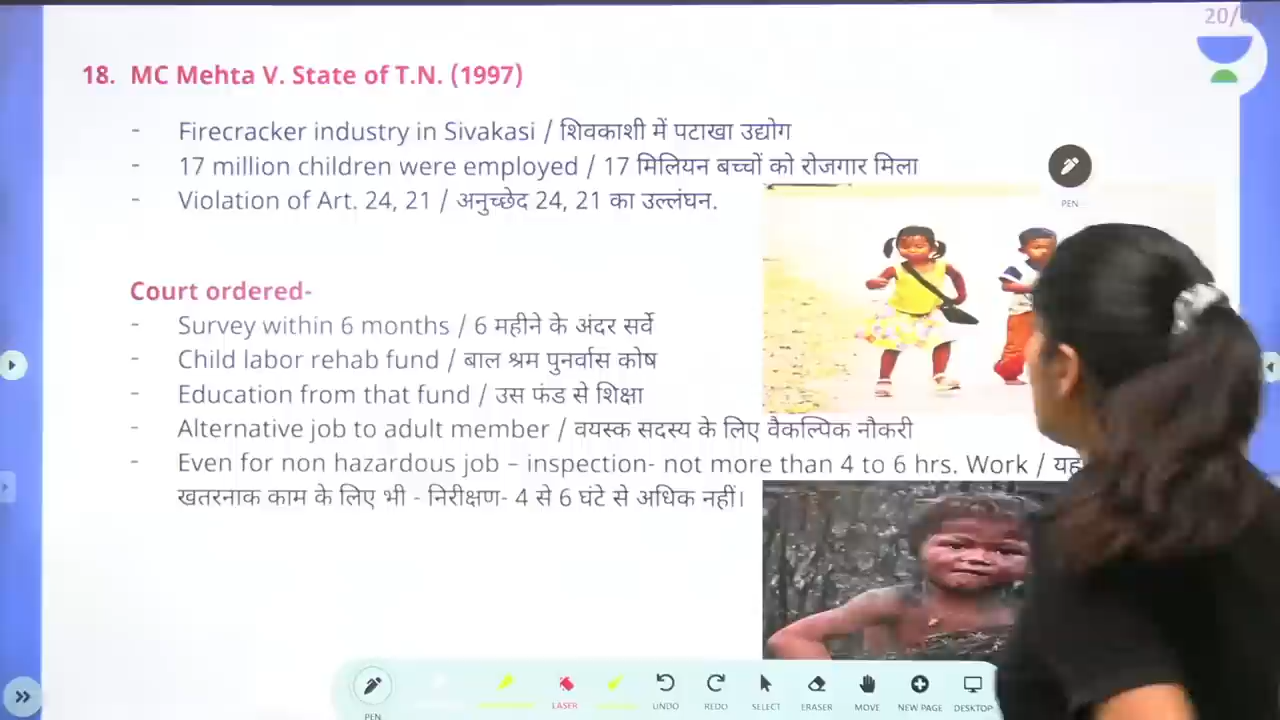 20/
18. MC Mehta V. State of T.N. (1997)
- Firecracker industry in Sivakasi / शिवकाशी में पटाखा उद्योग
- 17 million children were employed / 17 मिलियन बच्चों को रोजगार मिला
- Violation of Art. 24, 21 / अनुच्छेद 24, 21 का उल्लंघन.
PEN
Court ordered-
- Survey within 6 months / 6 महीने के अंदर सर्वे
- Child labor rehab fund / बाल श्रम पुनर्वास कोष
- Education from that fund / उस फंड से शिक्षा
- Alternative job to adult member / वयस्क सदस्य के लिए वैकल्पिक नौकरी
- Even for non hazardous job – inspection- not more than 4 to 6 hrs. Work /
खतरनाक काम के लिए भी - निरीक्षण- 4 से 6 घंटे से अधिक नहीं।
PEN LASER UNDO REDO SELECT ERASER MOVE NEW PAGE DESKTOP